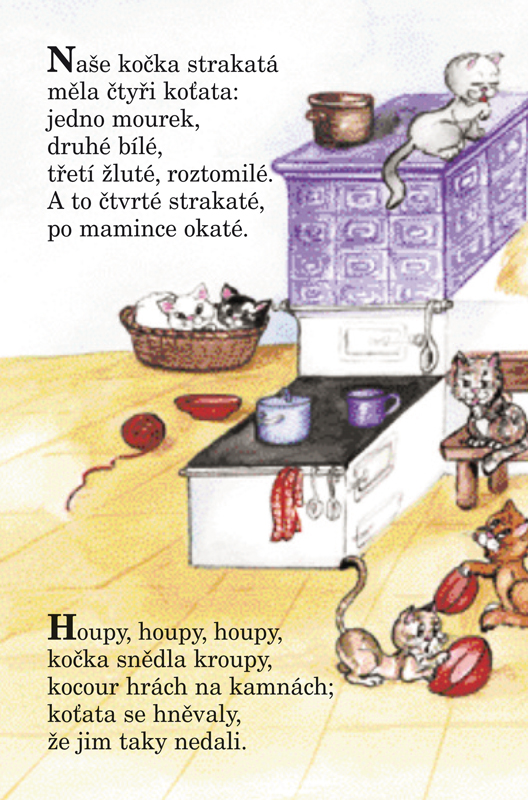 Naše kočka strakatá
měla čtyři koťata:
jedno mourek,
druhé bílé,
třetí žluté, roztomilé.
A to čtvrté strakaté,
po mamince okaté.
Houpy, houpy, houpy,
kočka snědla kroupy,
kocour hrách na kamnách;
koťata se hněvaly,
že jim taky nedali.